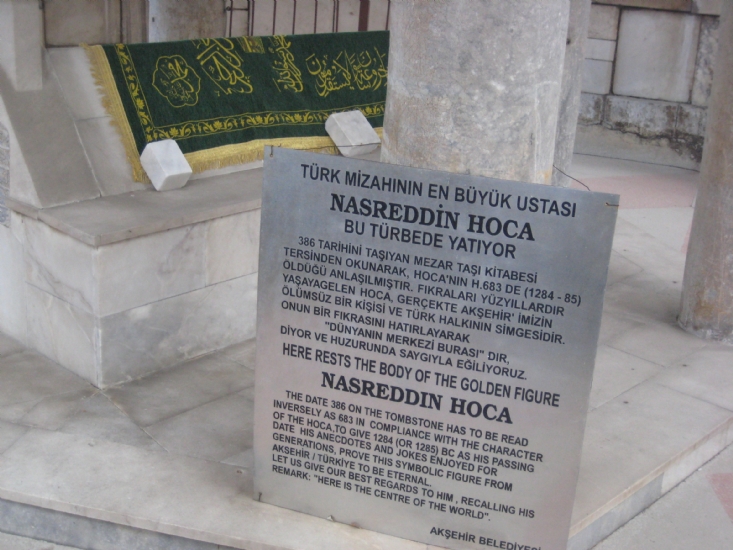 TÜRK MİZAHININ EN BÜYÜK USTASI
NASREDDİN HOCA
BU TÜRBEDE YATIYOR
386 TARİHİNİ TAŞIYAN MEZAR TAŞI KİTABESİ
TERSİNDEN OKUNARAK, HOCA'NIN H.683 DE (1284 - 85)
ÖLDÜĞÜ ANLAŞILMIŞTIR. FIKRALARI YÜZYILLARDIR
YAŞAYAGELEN HOCA, GERÇEKTE AKŞEHİR' İMİZİN
ÖLÜMSÜZ BİR KİŞİSİ VE TÜRK HALKININ SİMGESİDİR.
ONUN BİR FIKRASINI HATIRLAYARAK
"DÜNYANIN MERKEZİ BURASI" DIR,
DİYOR VE HUZURUNDA SAYGIYLA EĞİLİYORUZ.
HERE RESTS THE BODY OF THE GOLDEN FIGURE
NASREDDIN HOCA
THE DATE 386 ON THE TOMBSTONE HAS TO BE READ
INVERSELY AS 683 IN COMPLIANCE WITH THE CHARACTER
OF THE HOCA,TO GIVE 1284 (OR 1285) BC AS HIS PASSING
DATE HIS ANECDOTES AND JOKES ENJOYED FOR
GENERATIONS, PROVE THIS SYMBOLIC FIGURE FROM
AKSEHİR / TÜRKİYE TO BE ETERNAL.
LET US GIVE OUR BEST REGARDS TO HIM , RECALLING HIS
REMARK: "HERE IS THE CENTRE OF THE WORLD".
AKŞEHİR BELEDİYESİ